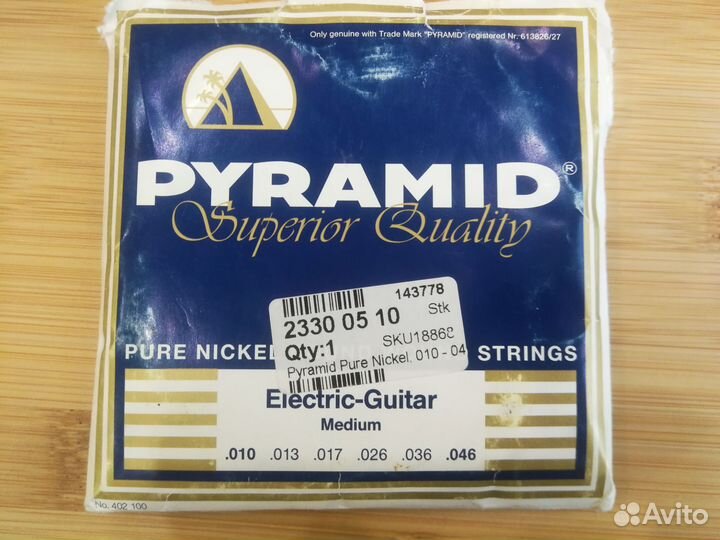 Only genuine with Trade Mark "PYRAMID" registered Nr. 613826/27
PYRAMID®
Superior Quality
143778
2330 05 10 Stk
Qty:1 SKU18868
Pyramid Pure Nickel. 010 - 04
PURE NICKEL STRINGS
Electric-Guitar
Medium
.010 .013 .017 .026 .036 .046
No. 402 100
Avito